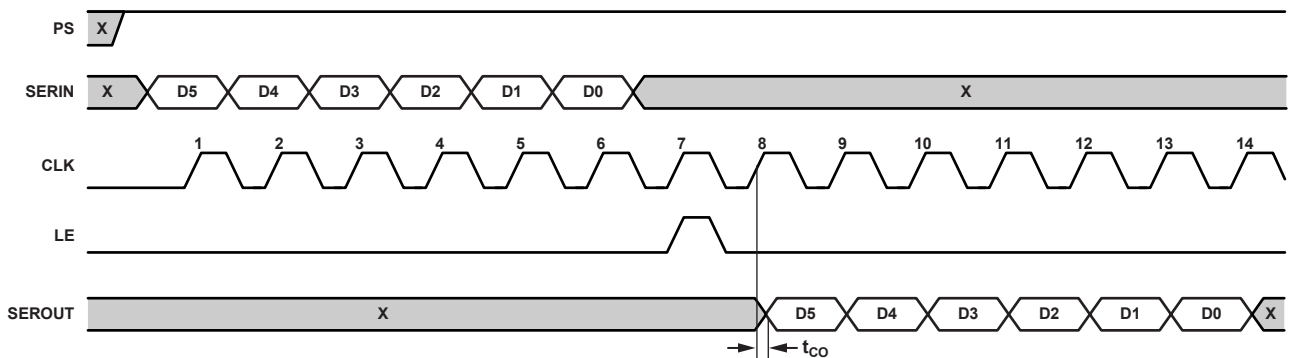 PS X
SERIN X D5 D4 D3 D2 D1 D0 X
1 2 3 4 5 6 7 8 9 10 11 12 13 14
CLK
LE
SEROUT X D5 D4 D3 D2 D1 D0 X
tCO